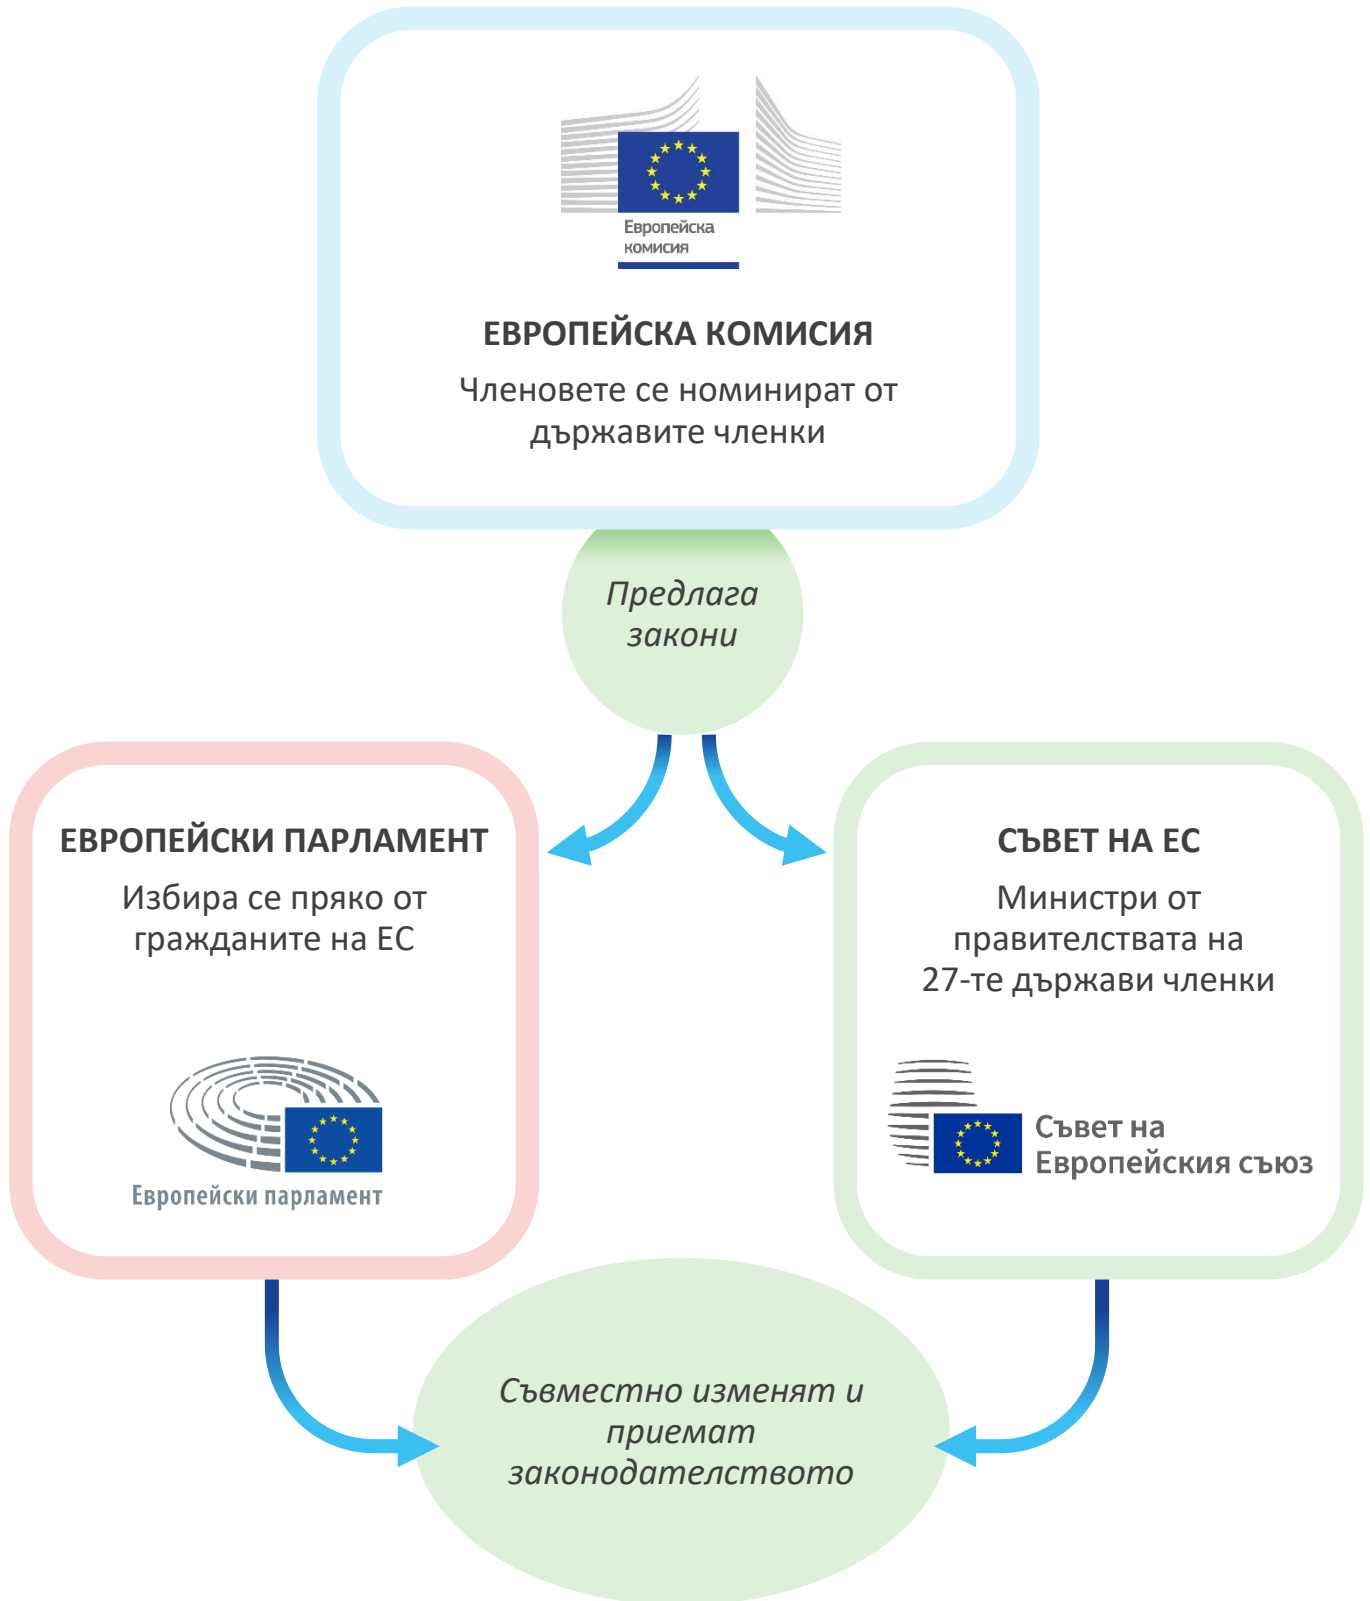 Европейска
комисия
ЕВРОПЕЙСКА КОМИСИЯ
Членовете се номинират от
държавите членки
Предлага
закони
ЕВРОПЕЙСКИ ПАРЛАМЕНТ
Избира се пряко от
гражданите на ЕС
Европейски парламент
СЪВЕТ НА ЕС
Министри от
правителствата на
27-те държави членки
Съвет на
Европейския съюз
Съвместно изменят и
приемат
законодателството